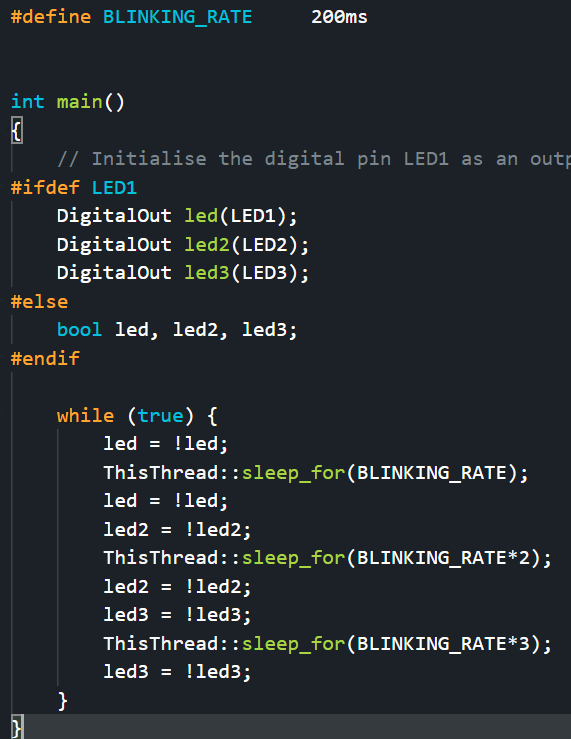 #define BLINKING_RATE     200ms
int main()
{
    // Initialise the digital pin LED1 as an
#ifdef LED1
    DigitalOut led(LED1);
    DigitalOut led2(LED2);
    DigitalOut led3(LED3);
#else
    bool led, led2, led3;
#endif
    while (true) {
        led = !led;
        ThisThread::sleep_for(BLINKING_RATE);
        led = !led;
        led2 = !led2;
        ThisThread::sleep_for(BLINKING_RATE*2);
        led2 = !led2;
        led3 = !led3;
        ThisThread::sleep_for(BLINKING_RATE*3);
        led3 = !led3;
    }
}